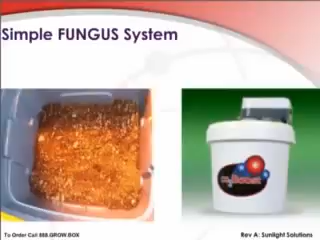 Simple FUNGUS System
To Order Call 888.GROW.BOX
Rev A: Sunlight Solutions